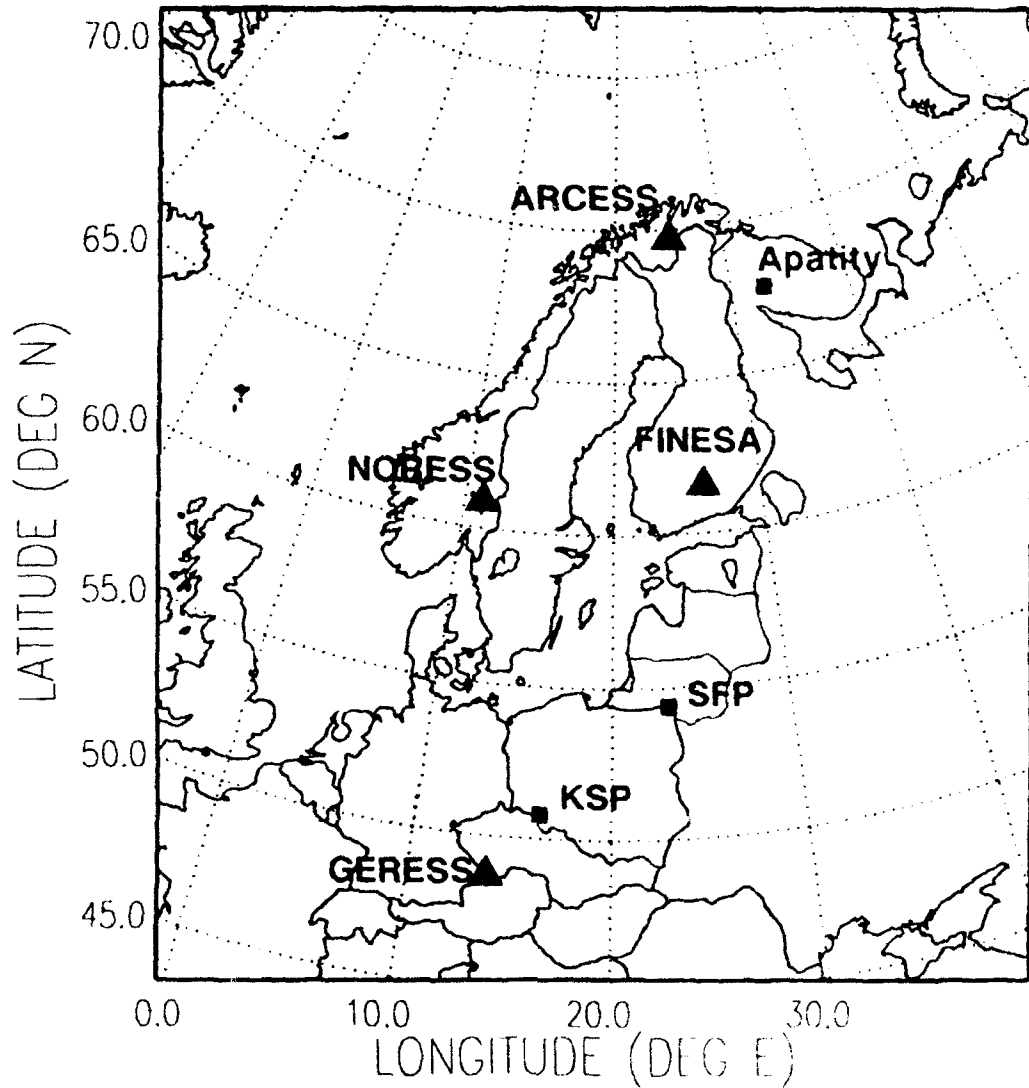 70.0
65.0
60.0
55.0
50.0
45.0
LATITUDE (DEG N)
ARCESS
Apatity
FINESA
NORESS
SFP
KSP
GERESS
0.0
10.0
20.0
30.0
LONGITUDE (DEG E)